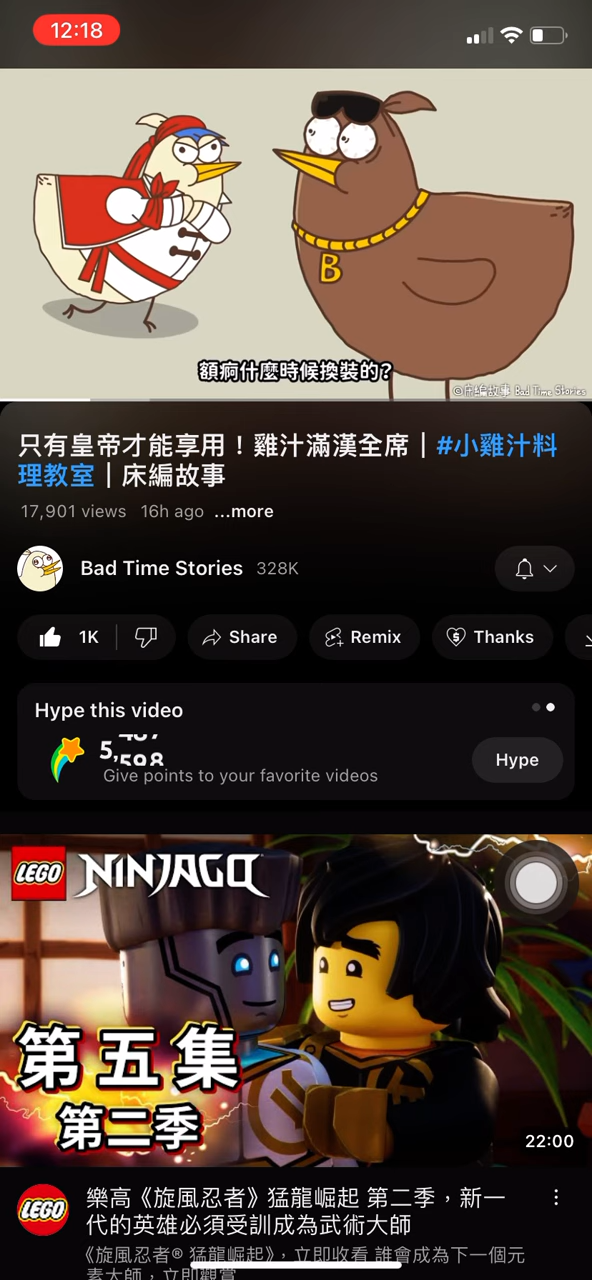 12:18
B
額痾什麼時候換裝的?
©床編故事 Bad Time Stories
只有皇帝才能享用！雞汁滿漢全席｜#小雞汁料
理教室｜床編故事
17,901 views 16h ago ...more
Bad Time Stories 328K
1K Share Remix Thanks
Hype this video
Give points to your favorite videos
Hype
LEGO NINJAGO
第五集
第二季
22:00
LEGO
樂高《旋風忍者》猛龍崛起 第二季，新一
代的英雄必須受訓成為武術大師
《旋風忍者® 猛龍崛起》，立即收看 誰會成為下一個元
素大師，立即觀賞